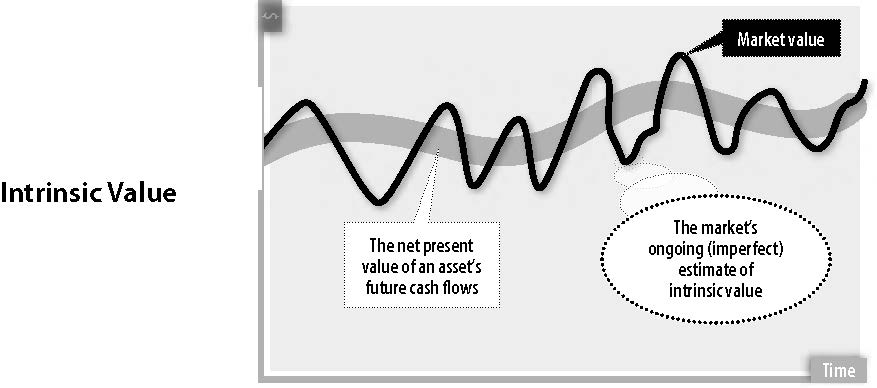 $
Market value
Intrinsic Value
The net present
value of an asset's
future cash flows
The market's
ongoing (imperfect)
estimate of
intrinsic value
Time